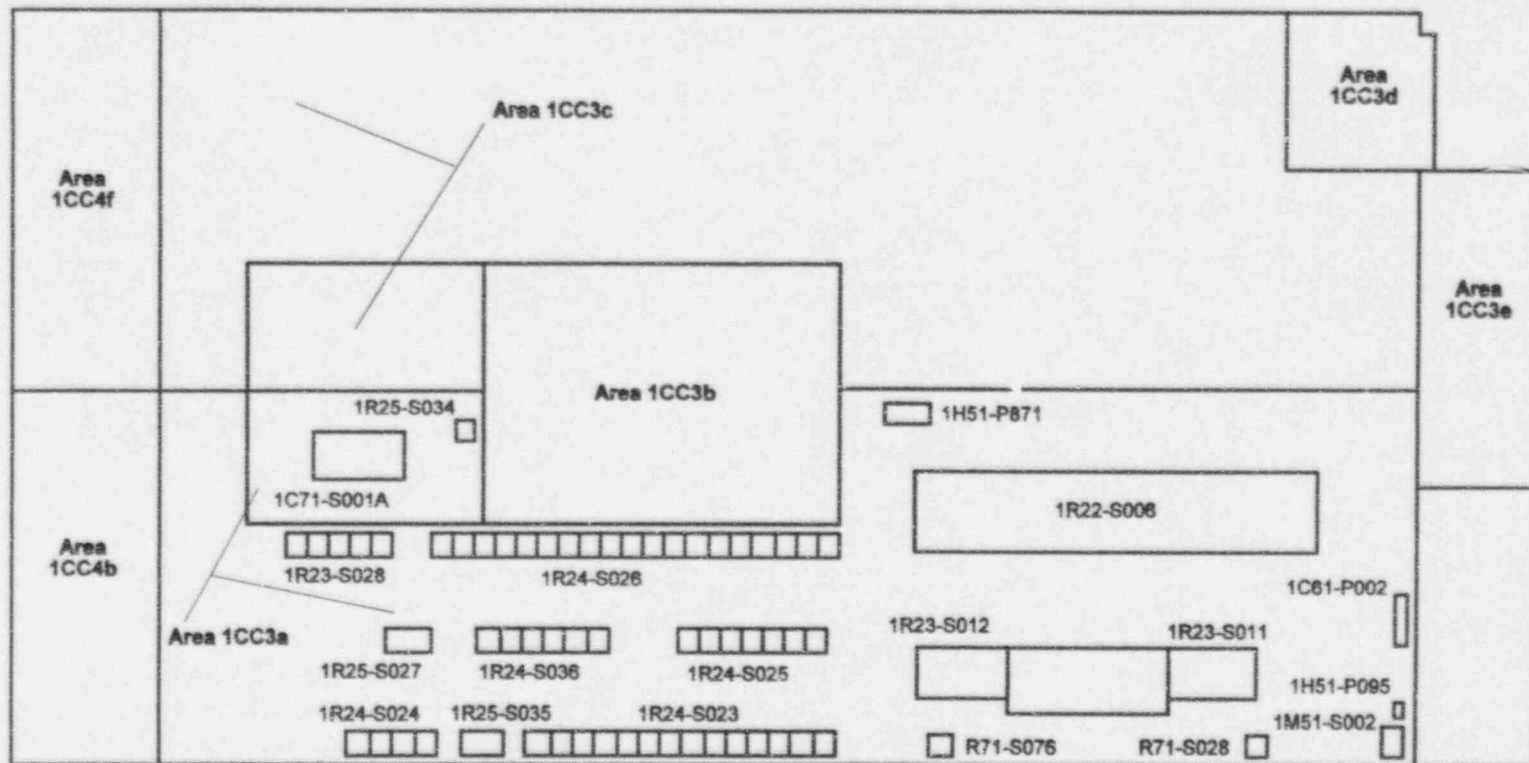 Area
1CC3d
Area 1CC3c
Area
1CC4f
Area
1CC3e
Area 1CC3b
1R25-S034
1H51-P871
1C71-S001A
1R22-S006
Area
1CC4b
1R23-S028
1R24-S026
1C61-P002
Area 1CC3a
1R23-S012
1R23-S011
1R25-S027
1R24-S036
1R24-S025
1H51-P095
1R24-S024
1R25-S035
1R24-S023
1M51-S002
R71-S076
R71-S028